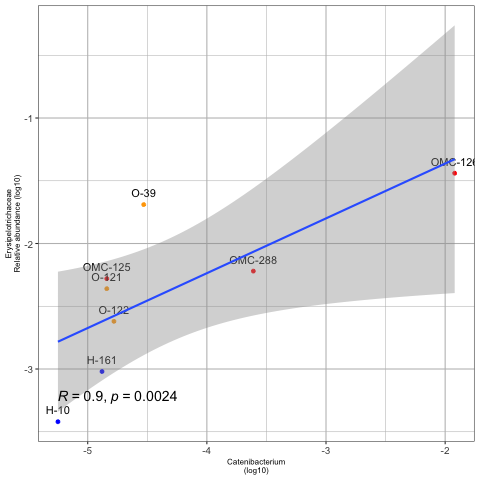 Erysipelotrichaceae
Relative abundance (log10)
-1
-2
-3
OMC-126
O-39
OMC-288
OMC-125
O-121
O-122
H-161
R = 0.9, p = 0.0024
H-10
-5
-4
-3
-2
Catenibacterium
(log10)